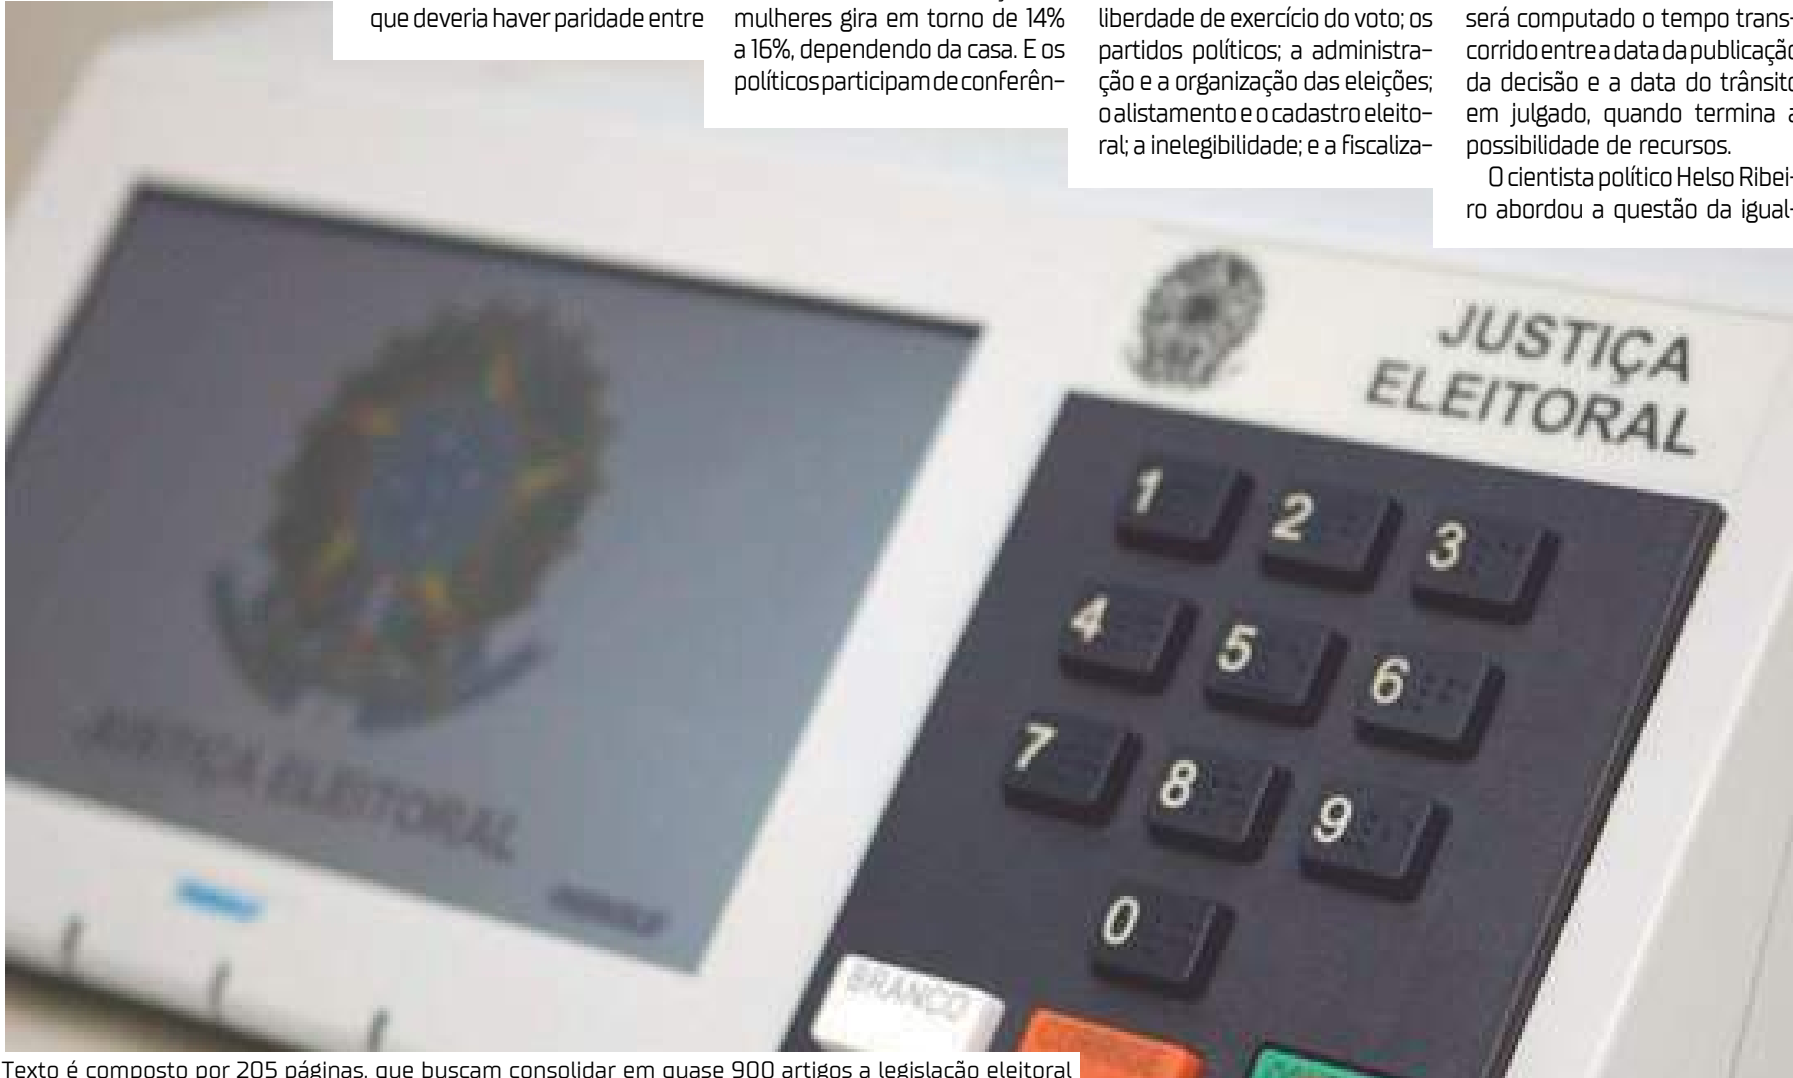 que deveria haver paridade entre
mulheres gira em torno de 14%
a 16%, dependendo da casa. E os
políticos participam de conferên-
liberdade de exercício do voto; os
partidos políticos; a administra-
ção e a organização das eleições;
o alistamento e o cadastro eleito-
ral; a inelegibilidade; e a fiscaliza-
será computado o tempo trans-
corrido entre a data da publicação
da decisão e a data do trânsito
em julgado, quando termina a
possibilidade de recursos.
O cientista político Helso Ribei-
ro abordou a questão da igual-
JUSTIÇA
ELEITORAL
1 2 3
4 5 6
7 8 9
0
BRANCO
JUSTIÇA ELEITORAL
Texto é composto por 205 páginas, que buscam consolidar em quase 900 artigos a legislação eleitoral